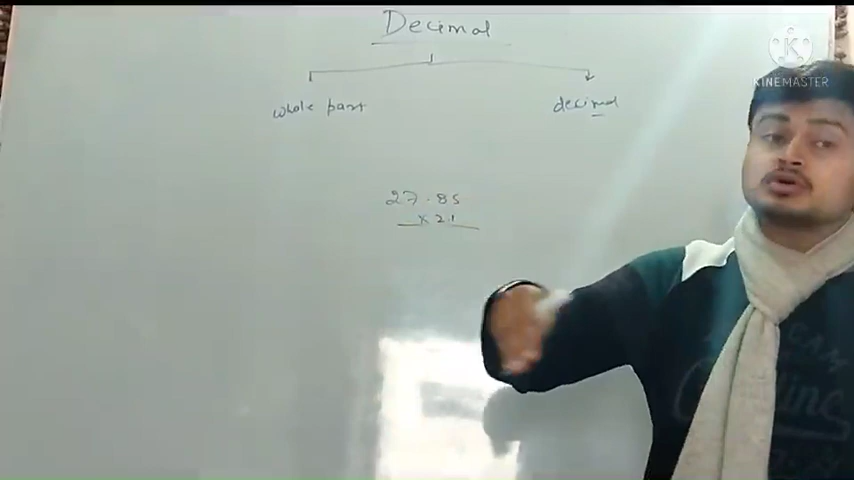 Decimal
whole part decimal
27.85
x 21
KINEMASTER